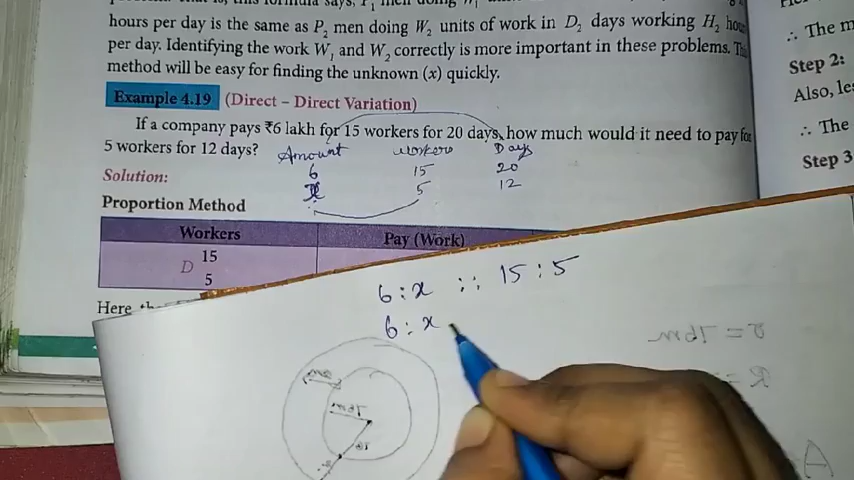 hours per day is the same as P₂ men doing W₂ units of work in D₂ days working H₂ hou
per day. Identifying the work W₁ and W₂ correctly is more important in these problems.
method will be easy for finding the unknown (x) quickly.
Example 4.19 (Direct – Direct Variation)
If a company pays ₹6 lakh for 15 workers for 20 days, how much would it need to pay for
5 workers for 12 days?
Amount workers Days
6 15 20
x 5 12
Solution:
Proportion Method
Workers Pay (Work)
D 15
5
Here
6 : x :: 15 : 5
6 : x
∴ The m
Step 2:
Also, le
∴ The
Step 3